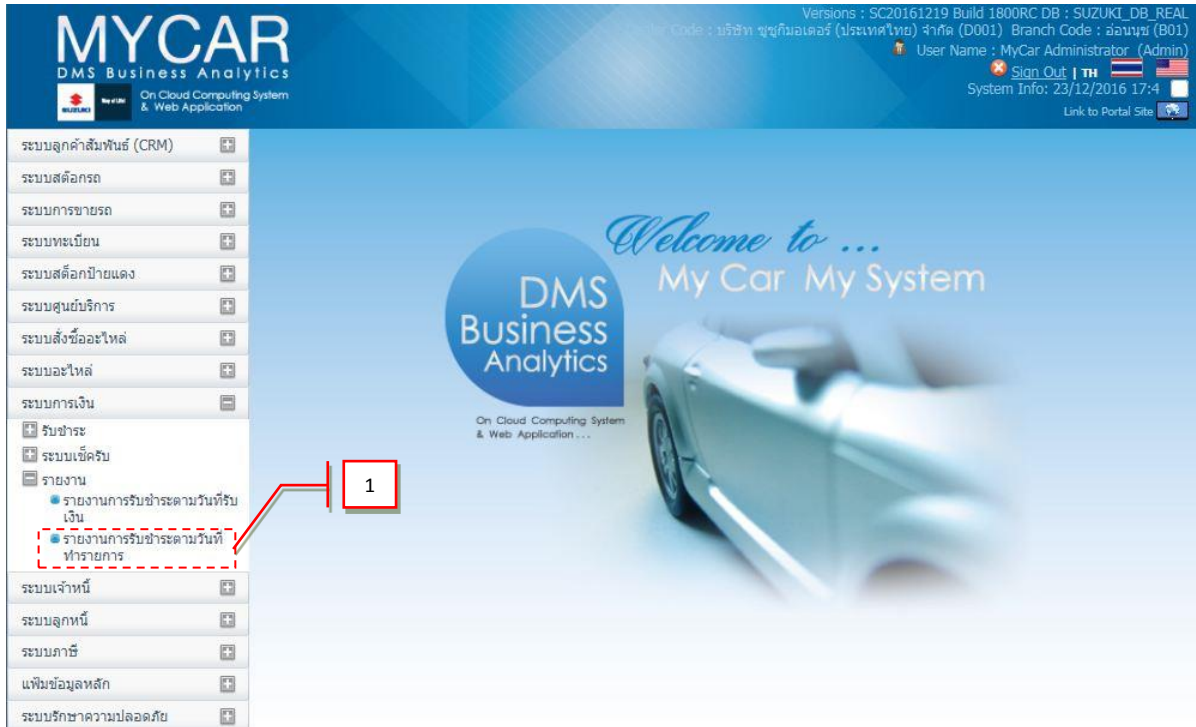 MYCAR
DMS Business Analytics
On Cloud Computing System
& Web Application
SUZUKI
Way of Life!
Versions : SC20161219 Build 1800RC DB : SUZUKI_DB_REAL
Code : บริษัท ซูซูกิมอเตอร์ (ประเทศไทย) จำกัด (D001) Branch Code : อ่อนนุช (B01)
User Name : MyCar Administrator (Admin)
Sign Out | TH
System Info: 23/12/2016 17:4
Link to Portal Site
ระบบลูกค้าสัมพันธ์ (CRM)
ระบบสต๊อกรถ
ระบบการขายรถ
ระบบทะเบียน
ระบบสต็อกป้ายแดง
ระบบศูนย์บริการ
ระบบสั่งซื้ออะไหล่
ระบบอะไหล่
ระบบการเงิน
รับชำระ
ระบบเช็ครับ
รายงาน
รายงานการรับชำระตามวันที่รับ
เงิน
รายงานการรับชำระตามวันที่
ทำรายการ
ระบบเจ้าหนี้
ระบบลูกหนี้
ระบบภาษี
แฟ้มข้อมูลหลัก
ระบบรักษาความปลอดภัย
1
Welcome to ...
My Car My System
DMS
Business
Analytics
On Cloud Computing System
& Web Application...